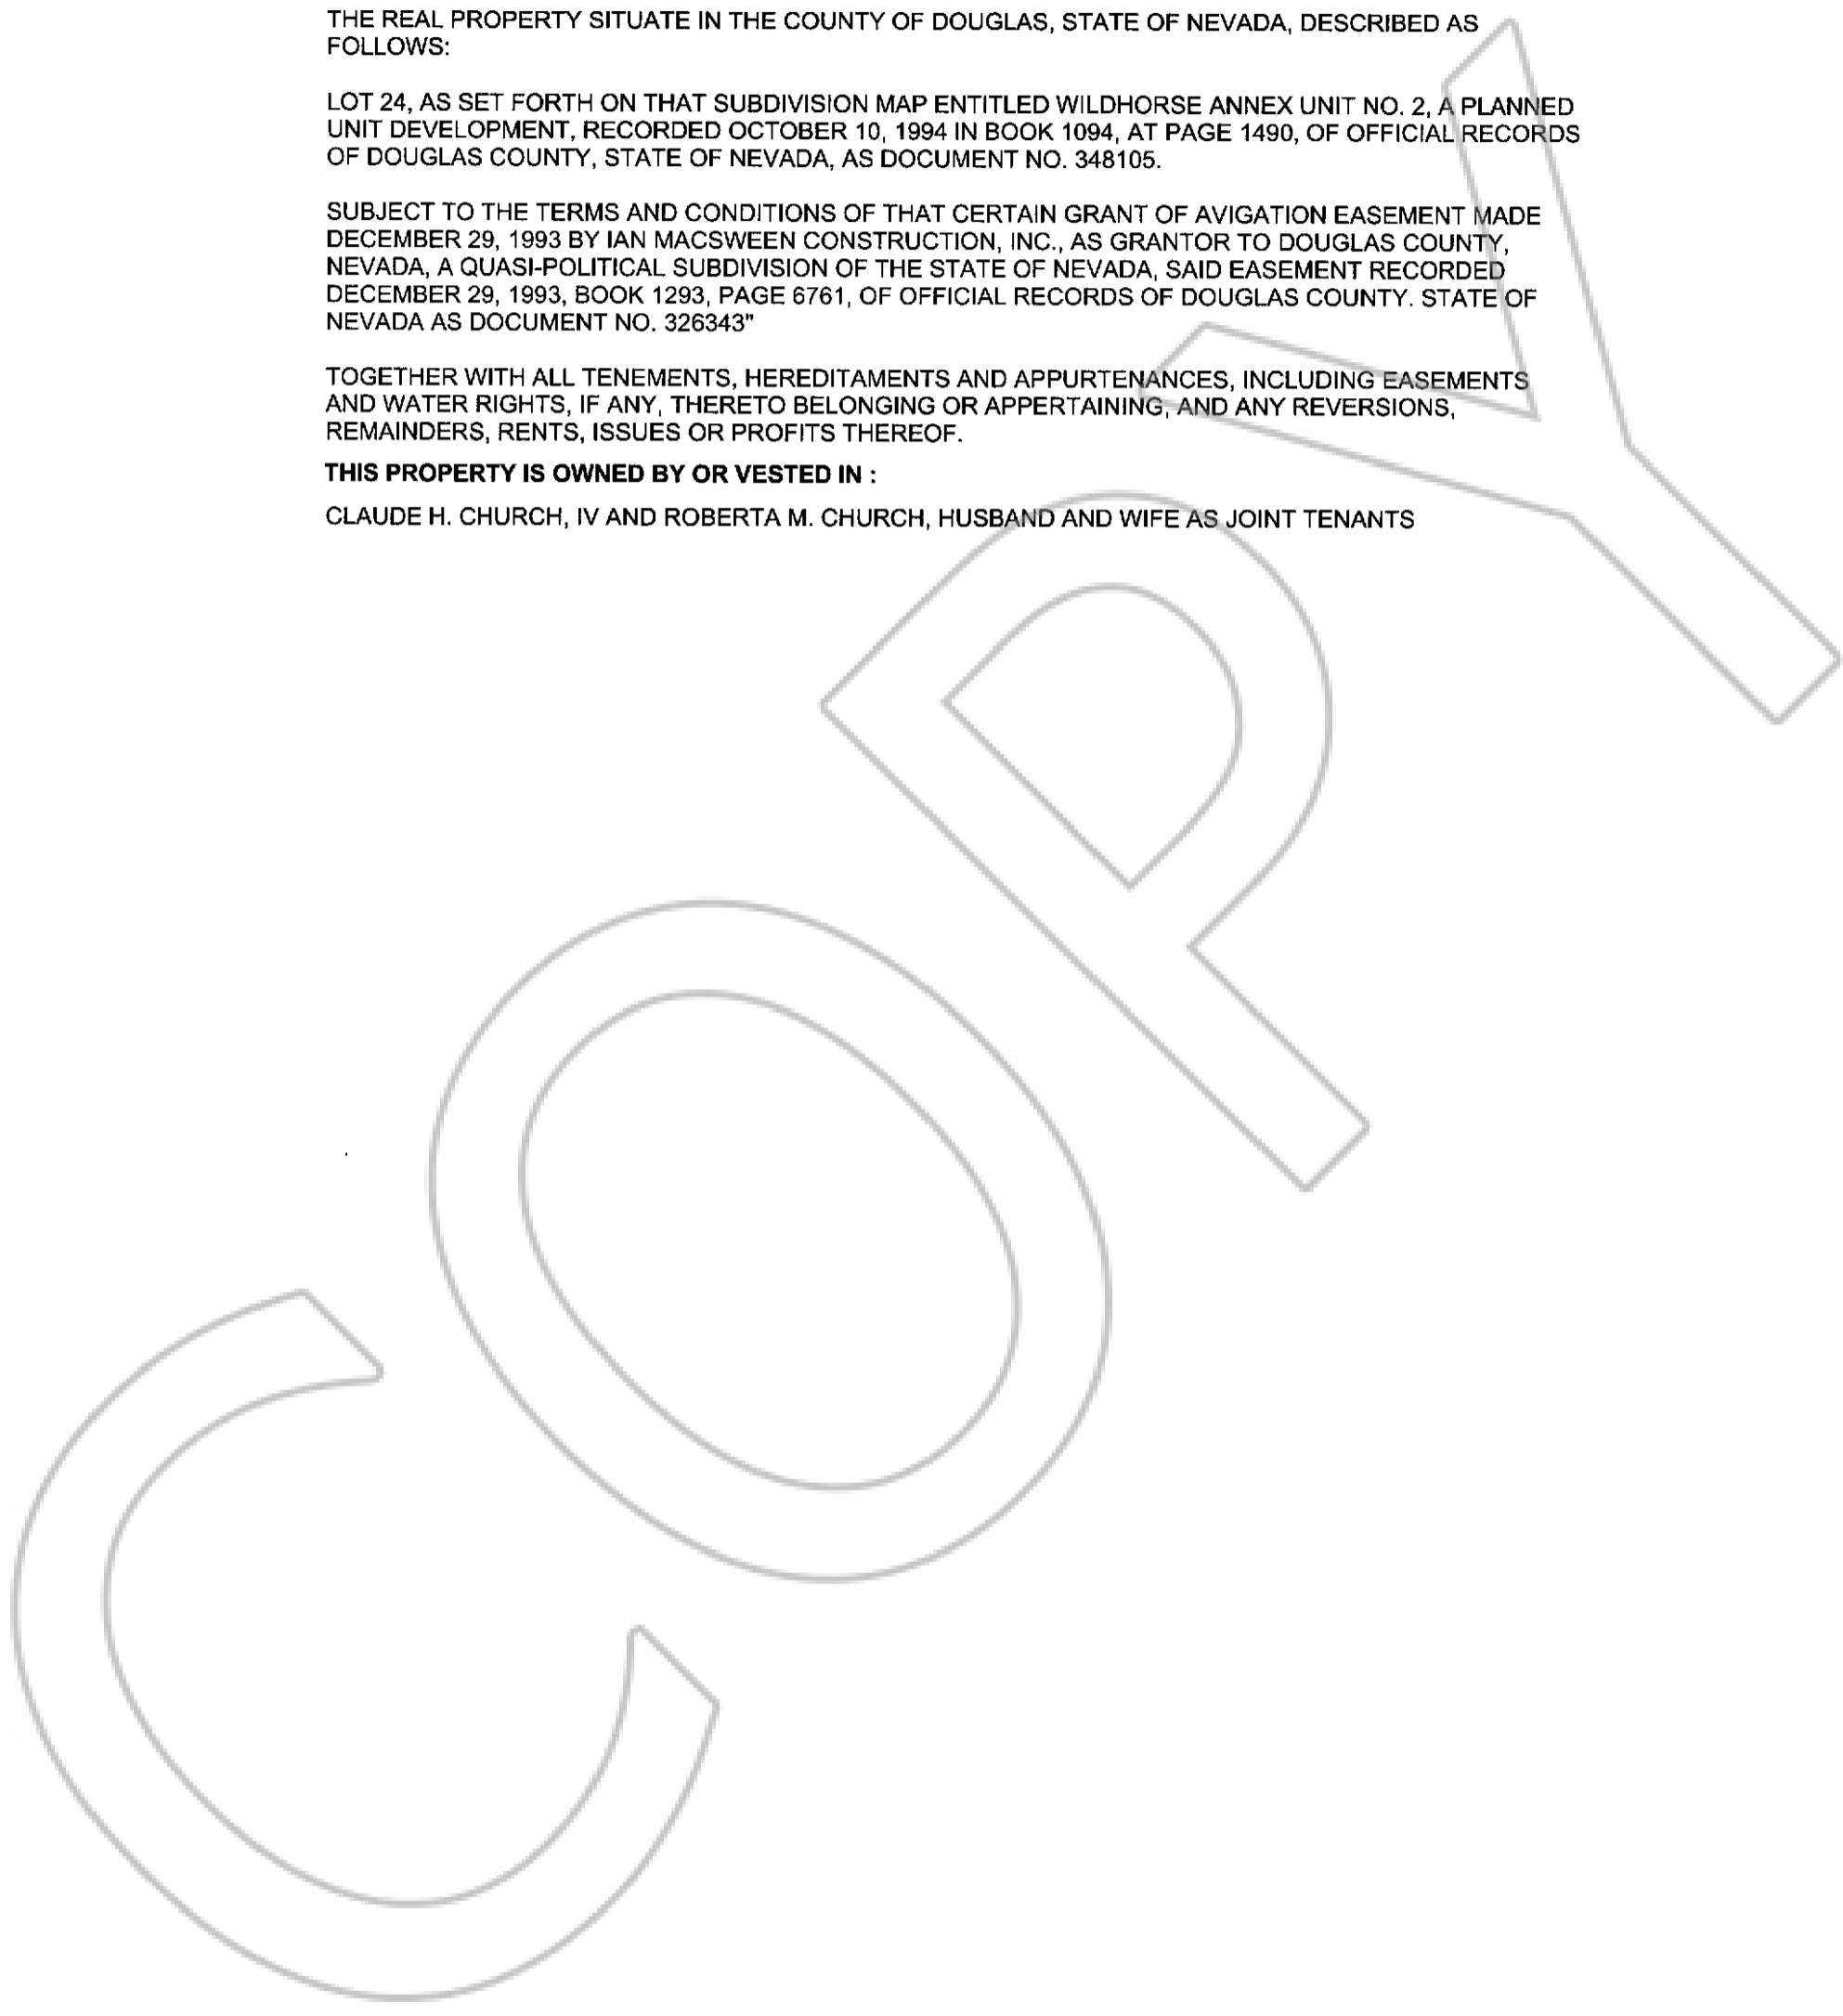 THE REAL PROPERTY SITUATE IN THE COUNTY OF DOUGLAS, STATE OF NEVADA, DESCRIBED AS
FOLLOWS:
LOT 24, AS SET FORTH ON THAT SUBDIVISION MAP ENTITLED WILDHORSE ANNEX UNIT NO. 2, A PLANNED
UNIT DEVELOPMENT, RECORDED OCTOBER 10, 1994 IN BOOK 1094, AT PAGE 1490, OF OFFICIAL RECORDS
OF DOUGLAS COUNTY, STATE OF NEVADA, AS DOCUMENT NO. 348105.
SUBJECT TO THE TERMS AND CONDITIONS OF THAT CERTAIN GRANT OF AVIGATION EASEMENT MADE
DECEMBER 29, 1993 BY IAN MACSWEEN CONSTRUCTION, INC., AS GRANTOR TO DOUGLAS COUNTY,
NEVADA, A QUASI-POLITICAL SUBDIVISION OF THE STATE OF NEVADA, SAID EASEMENT RECORDED
DECEMBER 29, 1993, BOOK 1293, PAGE 6761, OF OFFICIAL RECORDS OF DOUGLAS COUNTY. STATE OF
NEVADA AS DOCUMENT NO. 326343"
TOGETHER WITH ALL TENEMENTS, HEREDITAMENTS AND APPURTENANCES, INCLUDING EASEMENTS
AND WATER RIGHTS, IF ANY, THERETO BELONGING OR APPERTAINING, AND ANY REVERSIONS,
REMAINDERS, RENTS, ISSUES OR PROFITS THEREOF.
THIS PROPERTY IS OWNED BY OR VESTED IN :
CLAUDE H. CHURCH, IV AND ROBERTA M. CHURCH, HUSBAND AND WIFE AS JOINT TENANTS
COPY